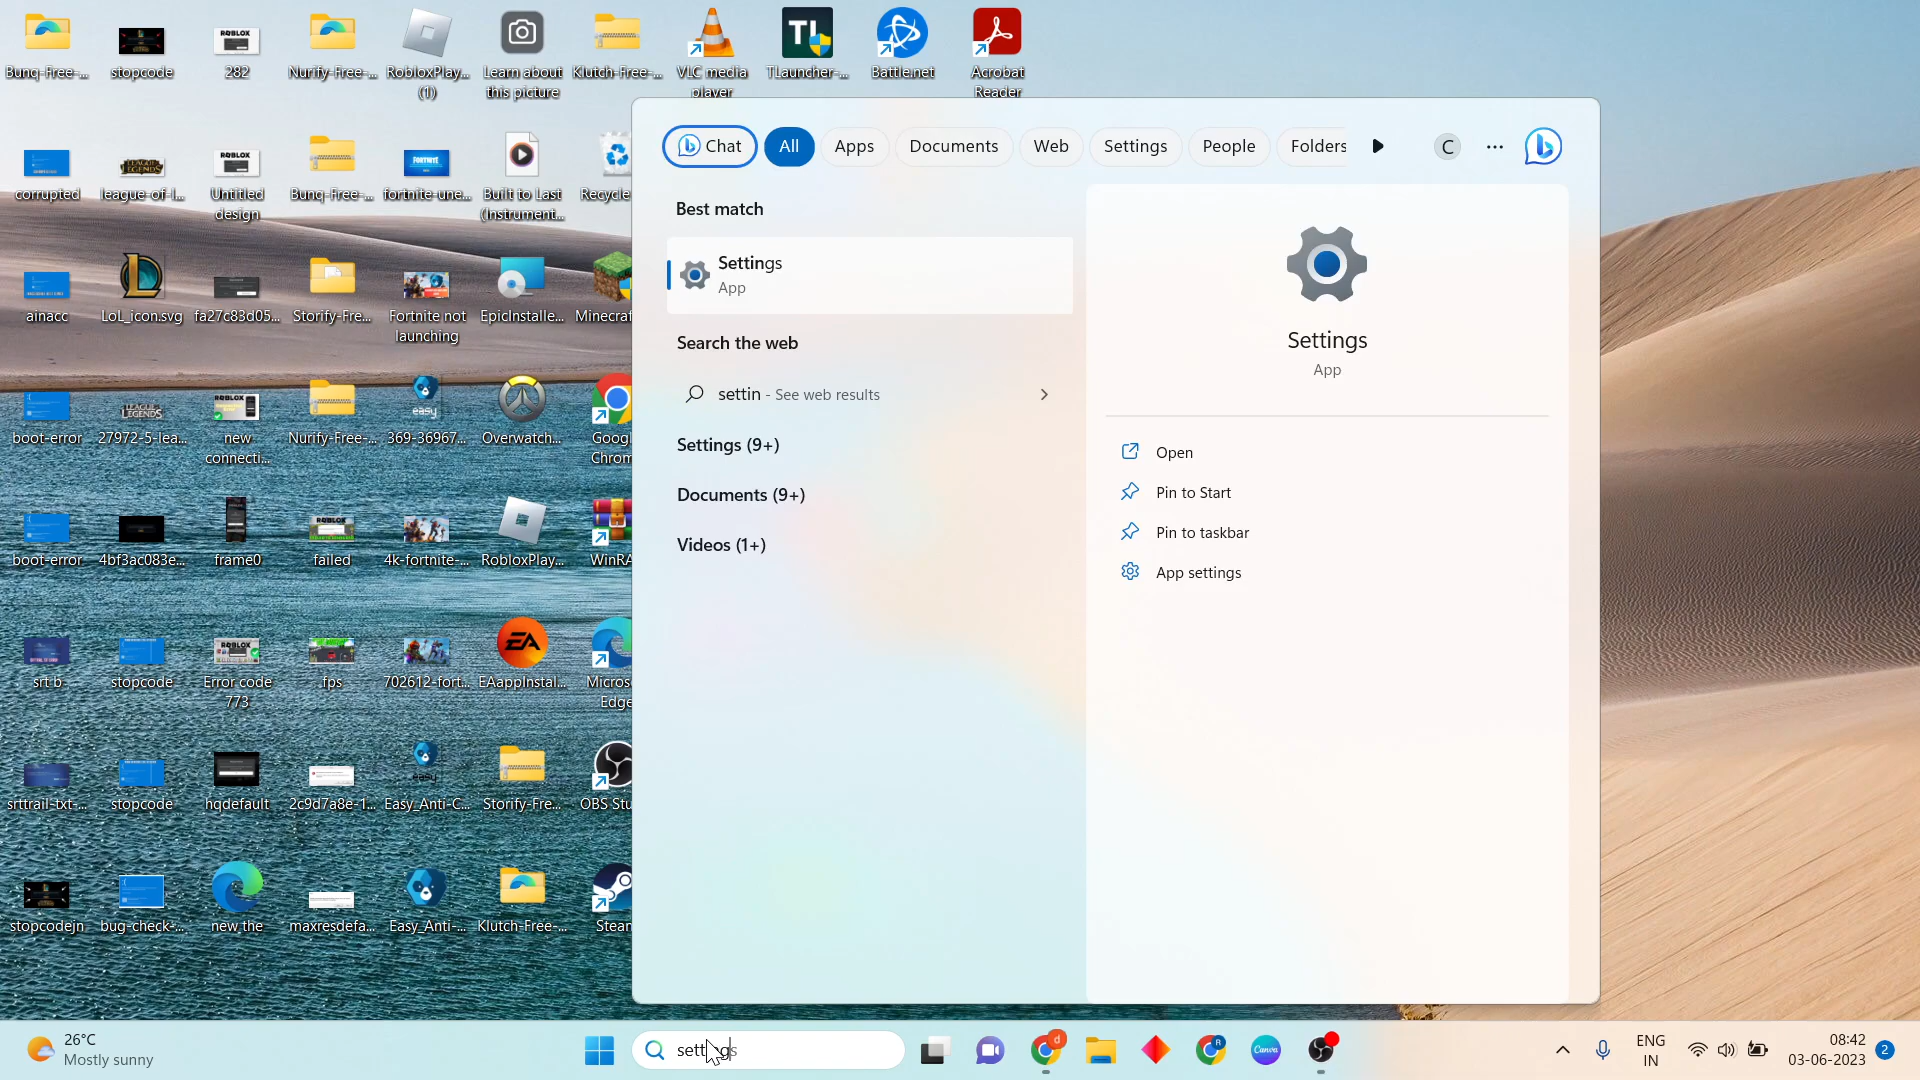 Bunq-Free-...
stopcode
282
Nurify-Free-...
RobloxPlay...
(1)
Learn about
this picture
Klutch-Free-...
VLC media
player
TLauncher-...
Battle.net
Acrobat
Reader
corrupted
league-of-l...
Untitled
design
Bunq-Free-...
fortnite-une...
Built to Last
(Instrument...
Recycle
ainacc
LoL_icon.svg
fa27c83d05...
Storify-Fre...
Fortnite not
launching
EpicInstalle...
Minecraf
boot-error
27972-5-lea...
new
connecti...
Nurify-Free-...
369-36967...
Overwatch...
Googl
Chrom
boot-error
4bf3ac083e...
frame0
failed
4k-fortnite-...
RobloxPlay...
WinRA
srt b
stopcode
Error code
773
fps
702612-fort...
EAappInstal...
Micros
Edge
srttrail-txt-...
stopcode
hqdefault
2c9d7a8e-1...
Easy_Anti-C...
Storify-Fre...
OBS Stu
stopcodejn
bug-check-...
new the
maxresdefa...
Easy_Anti-...
Klutch-Free-...
Stean
Chat
All
Apps
Documents
Web
Settings
People
Folders
C
Best match
Settings
App
Search the web
settin - See web results
Settings (9+)
Documents (9+)
Videos (1+)
Settings
App
Open
Pin to Start
Pin to taskbar
App settings
26°C
Mostly sunny
settings
Canva
ENG
IN
08:42
03-06-2023
2